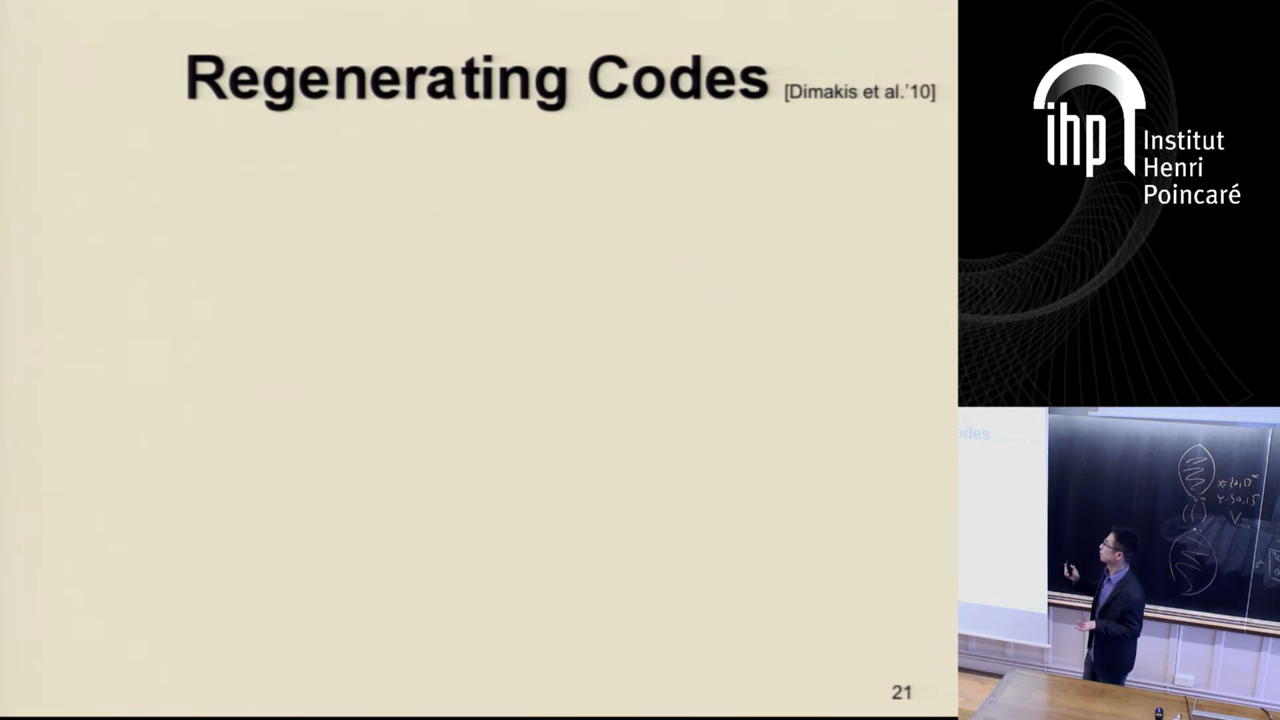 Regenerating Codes [Dimakis et al.'10]
21
ihp
Institut
Henri
Poincaré
odes